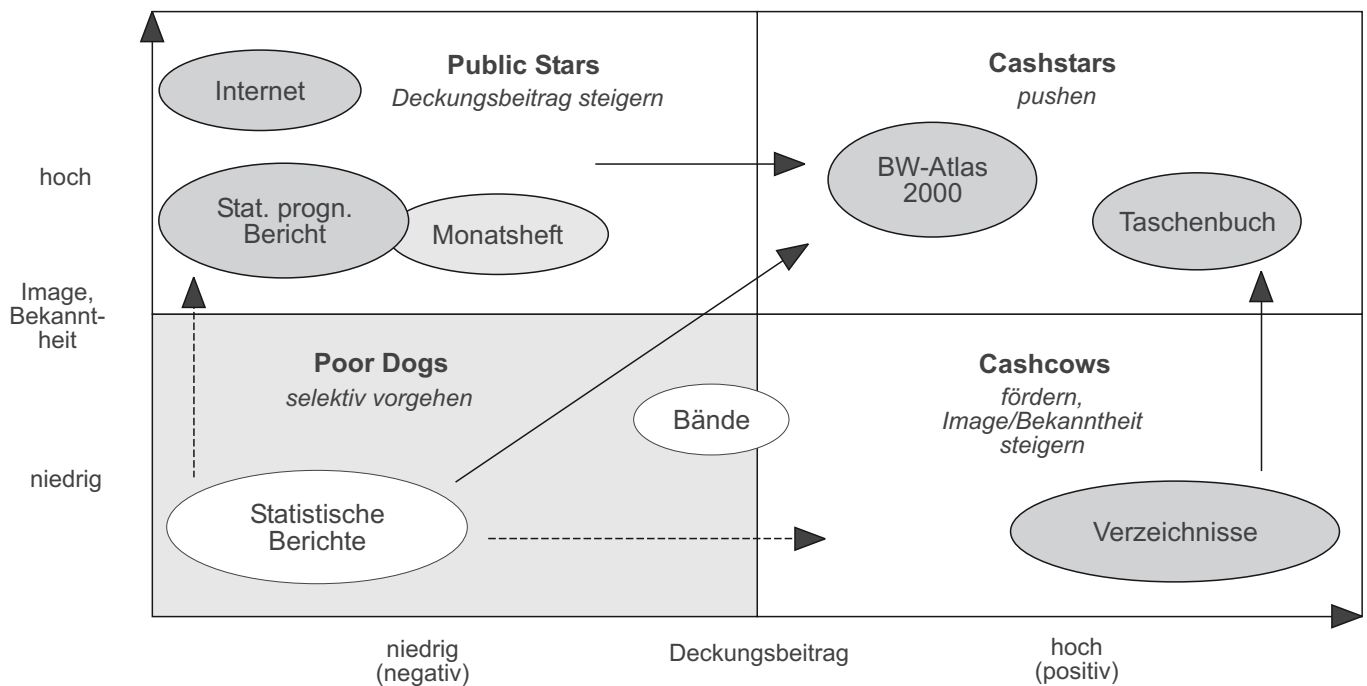 Public Stars
Deckungsbeitrag steigern
Internet
Stat. progn.
Bericht
Monatsheft
Cashstars
pushen
BW-Atlas
2000
Taschenbuch
hoch
Image,
Bekannt-
heit
niedrig
Poor Dogs
selektiv vorgehen
Bände
Statistische
Berichte
Cashcows
fördern,
Image/Bekanntheit
steigern
Verzeichnisse
niedrig
(negativ)
Deckungsbeitrag
hoch
(positiv)